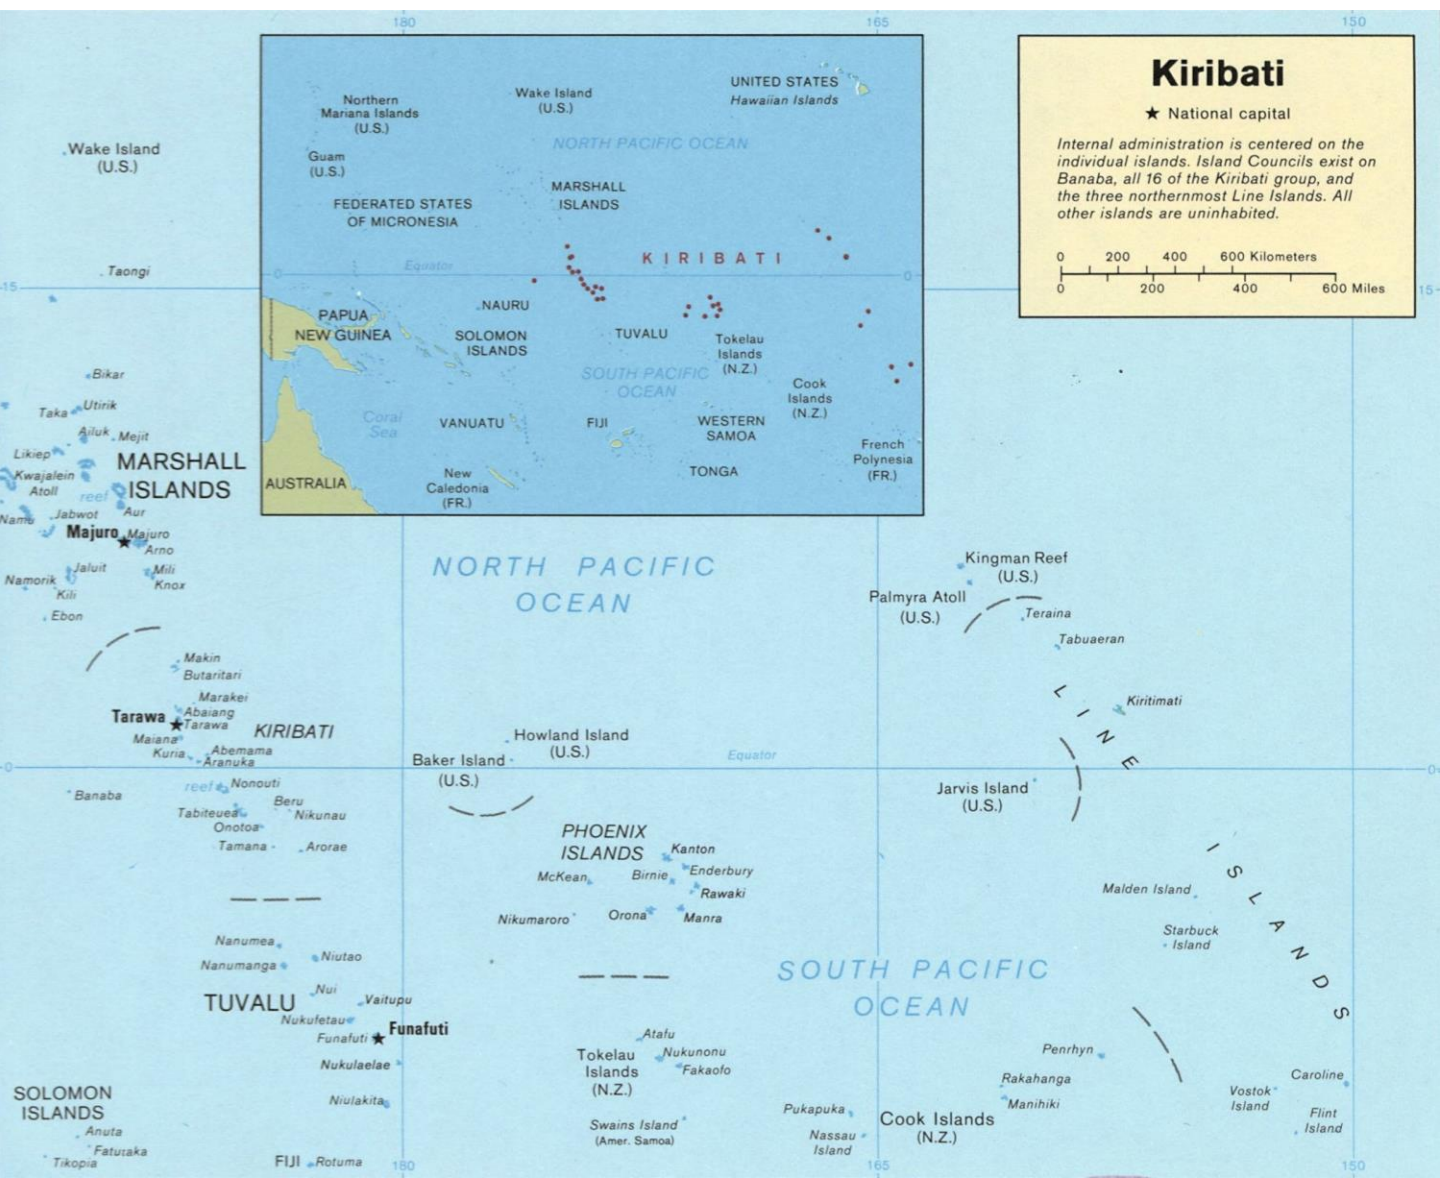 180
165
150
Kiribati
★ National capital
Internal administration is centered on the
individual islands. Island Councils exist on
Banaba, all 16 of the Kiribati group, and
the three northernmost Line Islands. All
other islands are uninhabited.
0 200 400 600 Kilometers
0 200 400 600 Miles
UNITED STATES
Hawaiian Islands
Wake Island
(U.S.)
Northern
Mariana Islands
(U.S.)
NORTH PACIFIC OCEAN
Guam
(U.S.)
MARSHALL
ISLANDS
FEDERATED STATES
OF MICRONESIA
KIRIBATI
Equator
0
0
NAURU
PAPUA
NEW GUINEA
SOLOMON
ISLANDS
TUVALU
Tokelau
Islands
(N.Z.)
SOUTH PACIFIC
OCEAN
Cook
Islands
(N.Z.)
Coral
Sea
VANUATU
FIJI
WESTERN
SAMOA
French
Polynesia
(FR.)
TONGA
New
Caledonia
(FR.)
AUSTRALIA
Wake Island
(U.S.)
Taongi
15
15
Bikar
Utirik
Taka
Ailuk
Mejit
Likiep
MARSHALL
ISLANDS
Kwajalein
Atoll
reef
Namu
Jabwot
Aur
Majuro
Majuro
Arno
Jaluit
Mili
Namorik
Knox
Kili
Ebon
NORTH PACIFIC
OCEAN
Kingman Reef
(U.S.)
Palmyra Atoll
(U.S.)
Teraina
Tabuaeran
Makin
Butaritari
Marakei
Abaiang
Tarawa
Tarawa
KIRIBATI
Maiana
Kuria
Abemama
Aranuka
Kiritimati
LINE
Howland Island
(U.S.)
Baker Island
(U.S.)
Equator
0
0
Jarvis Island
(U.S.)
reef
Nonouti
Banaba
Beru
Tabiteuea
Nikunau
Onotoa
Tamana
Arorae
PHOENIX
ISLANDS
Kanton
McKean
Birnie
Enderbury
Rawaki
Nikumaroro
Orona
Manra
ISLANDS
Malden Island
Starbuck
Island
Nanumea
Niutao
Nanumanga
SOUTH PACIFIC
OCEAN
Nui
TUVALU
Vaitupu
Nukufetau
Funafuti
Funafuti
Nukulaelae
Niulakita
Atafu
Tokelau
Islands
(N.Z.)
Nukunonu
Fakaofo
Swains Island
(Amer. Samoa)
Penrhyn
Rakahanga
Manihiki
Pukapuka
Cook Islands
(N.Z.)
Nassau
Island
Caroline
Vostok
Island
Flint
Island
SOLOMON
ISLANDS
Anuta
Fatutaka
Tikopia
FIJI
Rotuma
180
165
150